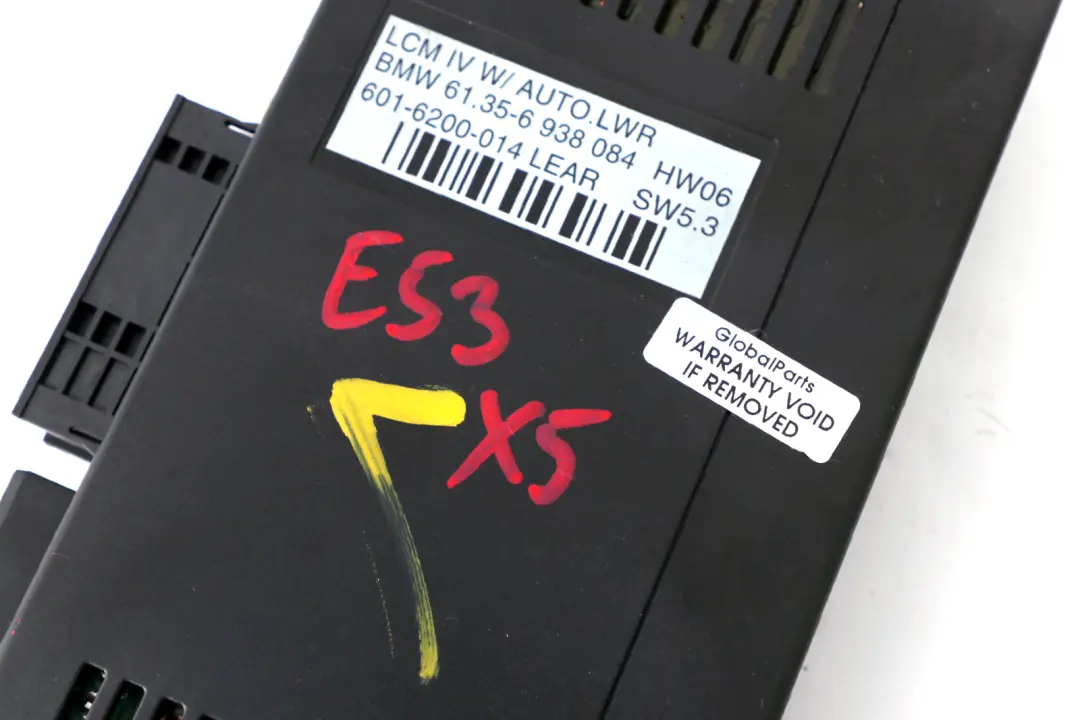 LCM IV W/ AUTO.LWR
BMW 61.35-6 938 084 HW06
601-6200-014 LEAR SW5.3
E53
X5
GlobalParts
WARRANTY VOID
IF REMOVED